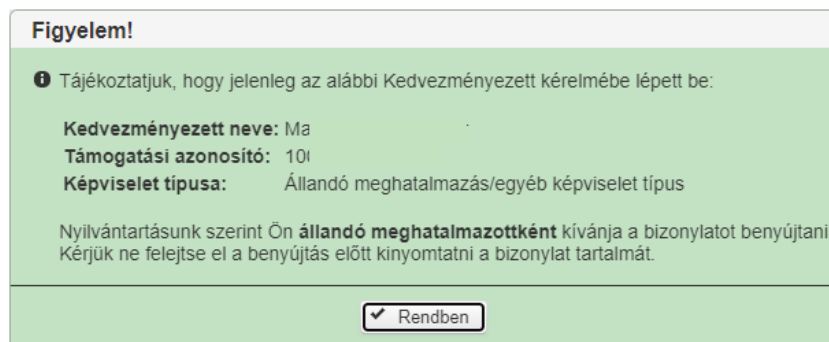 Figyelem!
Tájékoztatjuk, hogy jelenleg az alábbi Kedvezményezett kérelmébe lépett be:
Kedvezményezett neve: Ma
Támogatási azonosító: 10
Képviselet típusa: Állandó meghatalmazás/egyéb képviselet típus
Nyilvántartásunk szerint Ön állandó meghatalmazottként kívánja a bizonylatot benyújtani
Kérjük ne felejtse el a benyújtás előtt kinyomtatni a bizonylat tartalmát.
Rendben